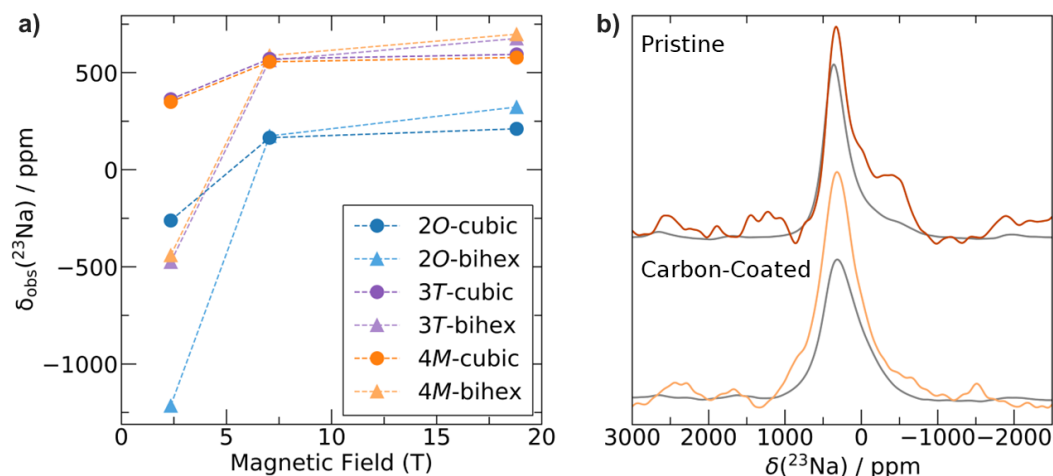 a)
500
0
−500
−1000
δobs(²³Na) / ppm
2O-cubic
2O-bihex
3T-cubic
3T-bihex
4M-cubic
4M-bihex
0 5 10 15 20
Magnetic Field (T)
b)
Pristine
Carbon-Coated
3000 2000 1000 0 −1000 −2000
δ(²³Na) / ppm